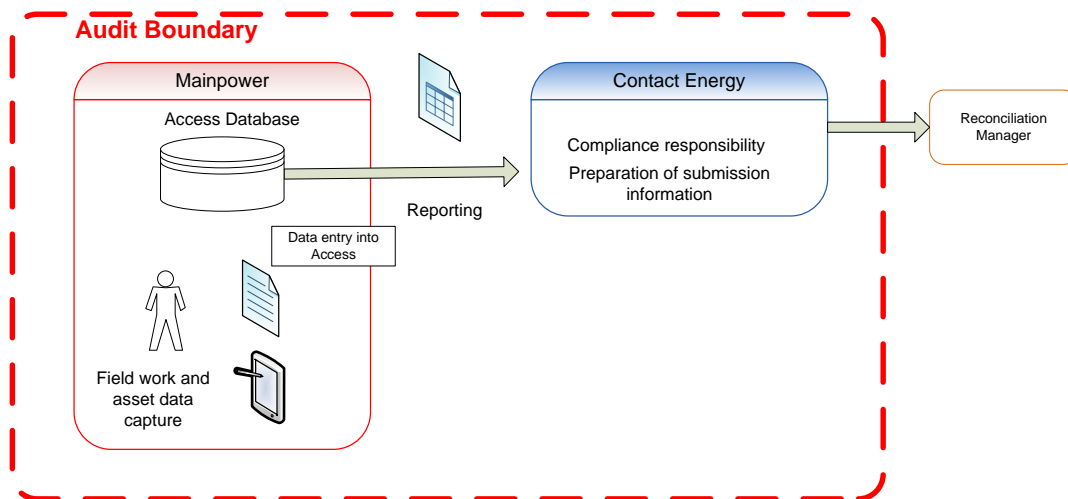 Audit Boundary
Mainpower
Access Database
Data entry into
Access
Field work and
asset data
capture
Reporting
Contact Energy
Compliance responsibility
Preparation of submission
information
Reconciliation
Manager